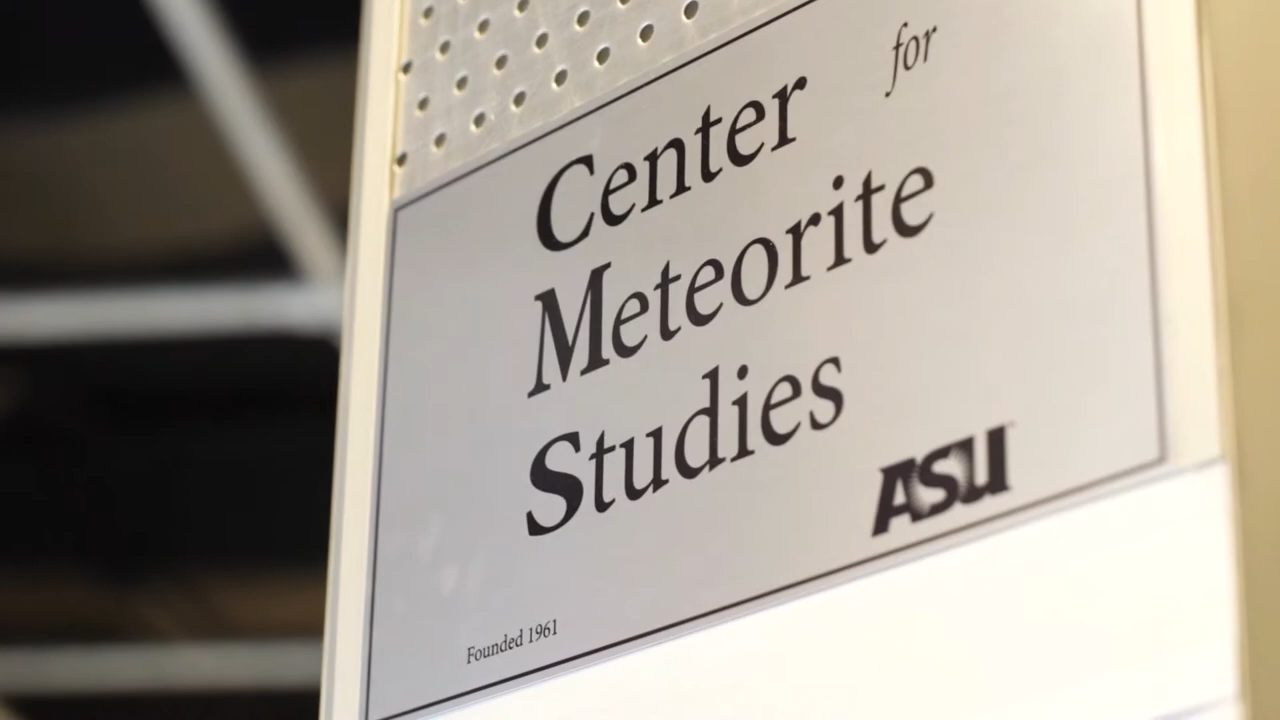 Center for
Meteorite
Studies
ASU
Founded 1961